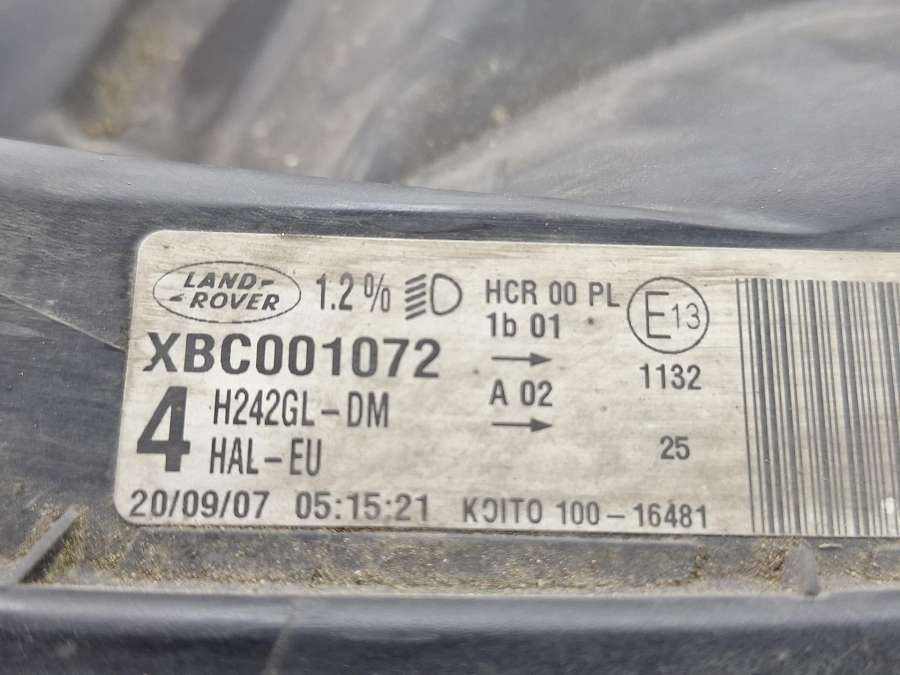 LAND-
ROVER
1.2%
HCR 00 PL
1b 01
E13
XBC001072
A 02
1132
4
H242GL-DM
HAL-EU
25
20/09/07 05:15:21
KOITO 100-16481